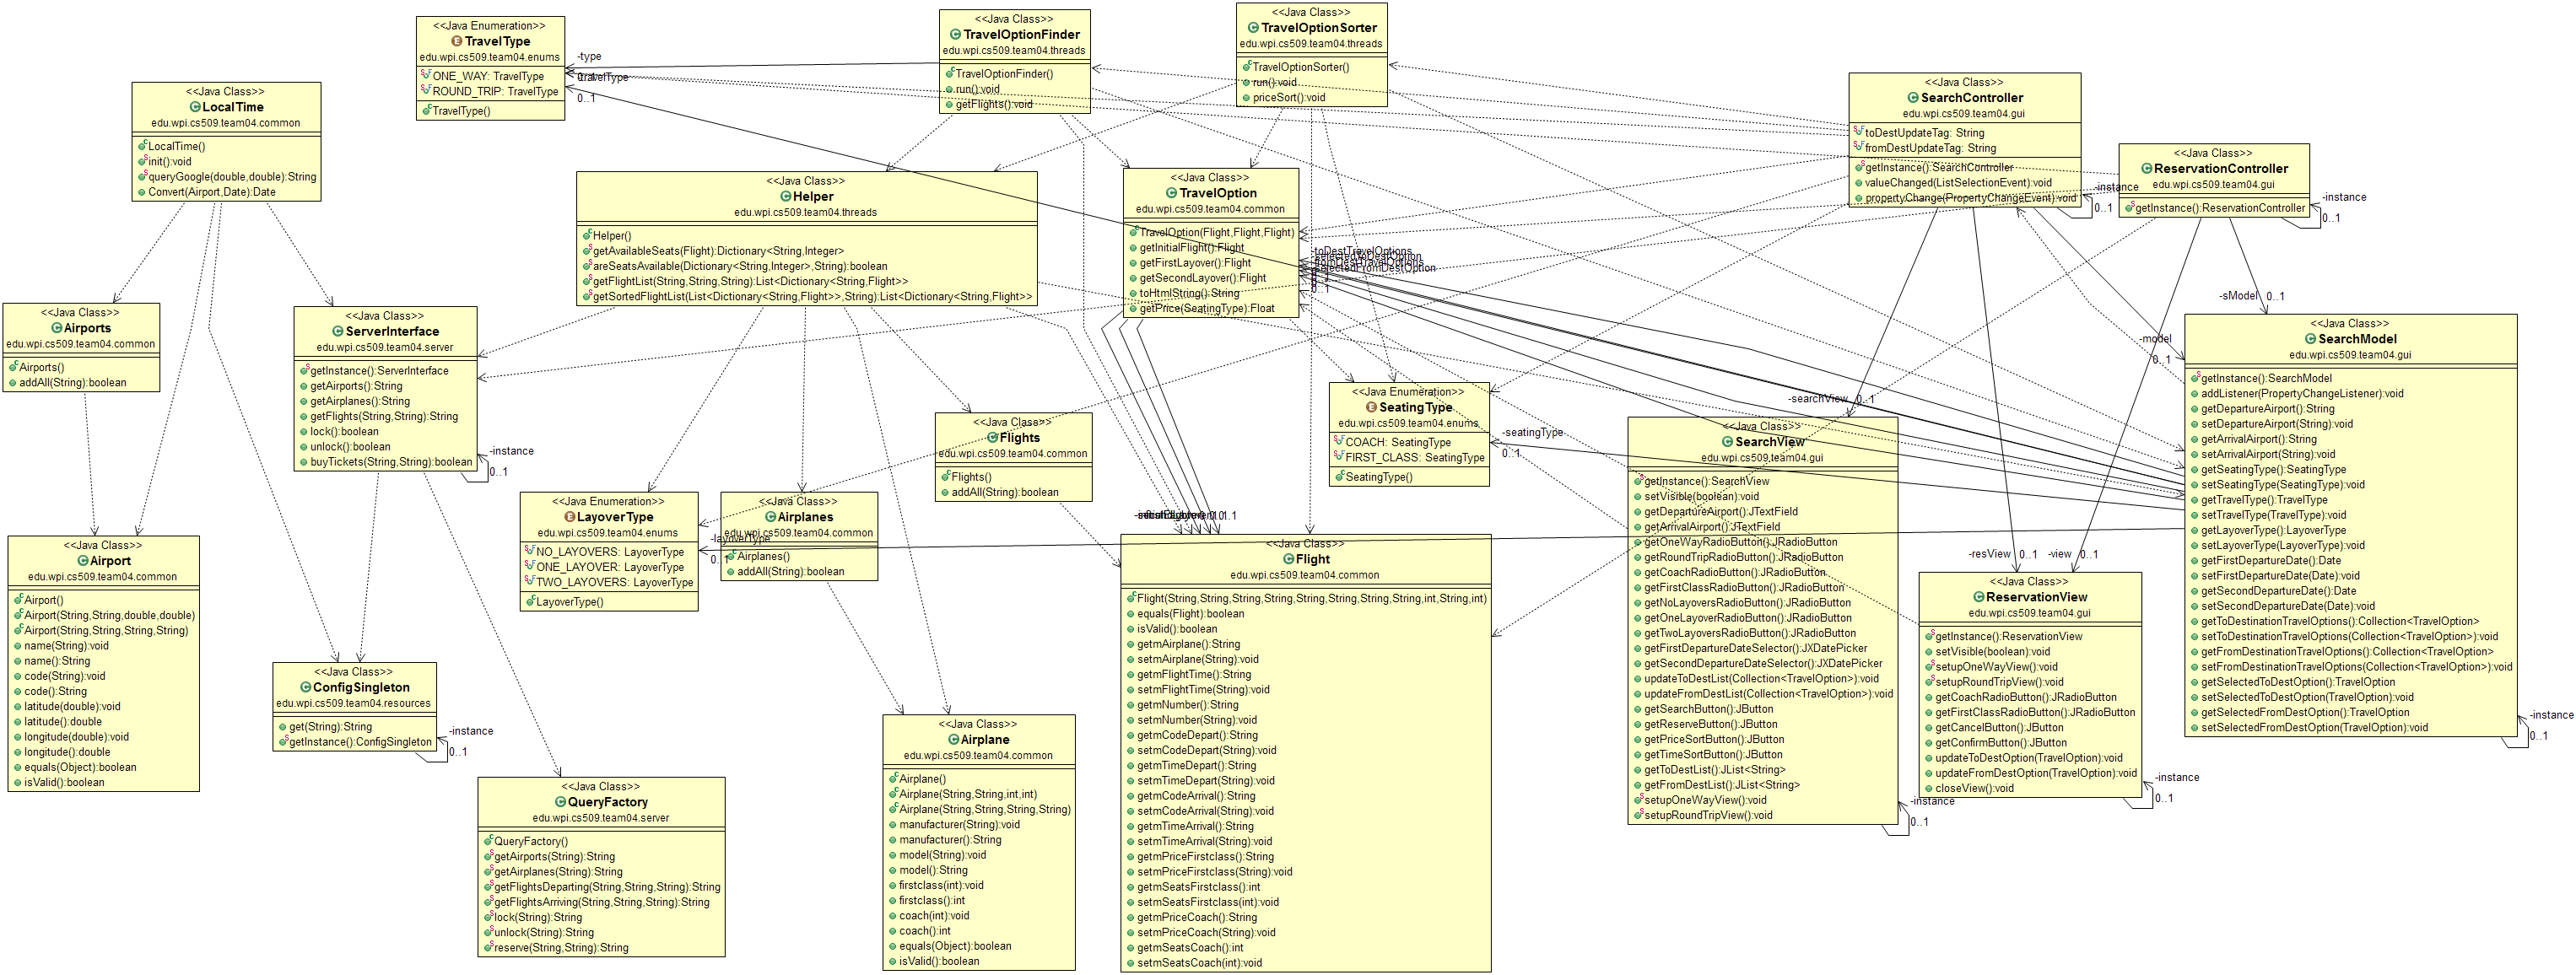 <<Java Enumeration>>
TravelType
edu.wpi.cs509.team04.enums
ONE_WAY: TravelType
ROUND_TRIP: TravelType
TravelType()
-type
travelType
0..1
<<Java Class>>
TravelOptionFinder
edu.wpi.cs509.team04.threads
TravelOptionFinder()
run():void
getFlights():void
<<Java Class>>
TravelOptionSorter
edu.wpi.cs509.team04.threads
TravelOptionSorter()
run():void
priceSort():void
<<Java Class>>
SearchController
edu.wpi.cs509.team04.gui
toDestUpdateTag: String
fromDestUpdateTag: String
getInstance():SearchController
valueChanged(ListSelectionEvent):void
propertyChange(PropertyChangeEvent):void
-instance
0..1
<<Java Class>>
ReservationController
edu.wpi.cs509.team04.gui
getInstance():ReservationController
-instance
0..1
<<Java Class>>
LocalTime
edu.wpi.cs509.team04.common
LocalTime()
init():void
queryGoogle(double,double):String
Convert(Airport,Date):Date
<<Java Class>>
Helper
edu.wpi.cs509.team04.threads
Helper()
getAvailableSeats(Flight):Dictionary<String,Integer>
areSeatsAvailable(Dictionary<String,Integer>,String):boolean
getFlightList(String,String,String):List<Dictionary<String,Flight>>
getSortedFlightList(List<Dictionary<String,Flight>>,String):List<Dictionary<String,Flight>>
<<Java Class>>
TravelOption
edu.wpi.cs509.team04.common
TravelOption(Flight,Flight,Flight)
getInitialFlight():Flight
getFirstLayover():Flight
getSecondLayover():Flight
toHtmlString():String
getPrice(SeatingType):Float
-toDestTravelOptions
-selectedToDestOption
-fromDestTravelOptions
-selectedFromDestOption
0..1
<<Java Class>>
Airports
edu.wpi.cs509.team04.common
Airports()
addAll(String):boolean
<<Java Class>>
ServerInterface
edu.wpi.cs509.team04.server
getInstance():ServerInterface
getAirports():String
getAirplanes():String
getFlights(String,String):String
lock():boolean
unlock():boolean
buyTickets(String,String):boolean
-instance
0..1
<<Java Class>>
SearchModel
edu.wpi.cs509.team04.gui
getInstance():SearchModel
addListener(PropertyChangeListener):void
getDepartureAirport():String
setDepartureAirport(String):void
getArrivalAirport():String
setArrivalAirport(String):void
getSeatingType():SeatingType
setSeatingType(SeatingType):void
getTravelType():TravelType
setTravelType(TravelType):void
getLayoverType():LayoverType
setLayoverType(LayoverType):void
getFirstDepartureDate():Date
setFirstDepartureDate(Date):void
getSecondDepartureDate():Date
setSecondDepartureDate(Date):void
getToDestinationTravelOptions():Collection<TravelOption>
setToDestinationTravelOptions(Collection<TravelOption>):void
getFromDestinationTravelOptions():Collection<TravelOption>
setFromDestinationTravelOptions(Collection<TravelOption>):void
getSelectedToDestOption():TravelOption
setSelectedToDestOption(TravelOption):void
getSelectedFromDestOption():TravelOption
setSelectedFromDestOption(TravelOption):void
-sModel 0..1
-model
0..1
-instance
0..1
<<Java Enumeration>>
SeatingType
edu.wpi.cs509.team04.enums
COACH: SeatingType
FIRST_CLASS: SeatingType
SeatingType()
-seatingType
0..1
<<Java Class>>
Flights
edu.wpi.cs509.team04.common
Flights()
addAll(String):boolean
-searchView 0..1
<<Java Class>>
SearchView
edu.wpi.cs509.team04.gui
getInstance():SearchView
setVisible(boolean):void
getDepartureAirport():JTextField
getArrivalAirport():JTextField
getOneWayRadioButton():JRadioButton
getRoundTripRadioButton():JRadioButton
getCoachRadioButton():JRadioButton
getFirstClassRadioButton():JRadioButton
getNoLayoversRadioButton():JRadioButton
getOneLayoverRadioButton():JRadioButton
getTwoLayoversRadioButton():JRadioButton
getFirstDepartureDateSelector():JXDatePicker
getSecondDepartureDateSelector():JXDatePicker
updateToDestList(Collection<TravelOption>):void
updateFromDestList(Collection<TravelOption>):void
getSearchButton():JButton
getReserveButton():JButton
getPriceSortButton():JButton
getTimeSortButton():JButton
getToDestList():JList<String>
getFromDestList():JList<String>
setupOneWayView():void
setupRoundTripView():void
-instance
0..1
<<Java Enumeration>>
LayoverType
edu.wpi.cs509.team04.enums
NO_LAYOVERS: LayoverType
ONE_LAYOVER: LayoverType
TWO_LAYOVERS: LayoverType
LayoverType()
-layoverType
0..1
<<Java Class>>
Airplanes
edu.wpi.cs509.team04.common
Airplanes()
addAll(String):boolean
<<Java Class>>
Airport
edu.wpi.cs509.team04.common
Airport()
Airport(String,String,double,double)
Airport(String,String,String,String)
name(String):void
name():String
code(String):void
code():String
latitude(double):void
latitude():double
longitude(double):void
longitude():double
equals(Object):boolean
isValid():boolean
<<Java Class>>
Flight
edu.wpi.cs509.team04.common
Flight(String,String,String,String,String,String,String,String,int,String,int)
equals(Flight):boolean
isValid():boolean
getmAirplane():String
setmAirplane(String):void
getmFlightTime():String
setmFlightTime(String):void
getmNumber():String
setmNumber(String):void
getmCodeDepart():String
setmCodeDepart(String):void
getmTimeDepart():String
setmTimeDepart(String):void
getmCodeArrival():String
setmCodeArrival(String):void
getmTimeArrival():String
setmTimeArrival(String):void
getmPriceFirstclass():String
setmPriceFirstclass(String):void
getmSeatsFirstclass():int
setmSeatsFirstclass(int):void
getmPriceCoach():String
setmPriceCoach(String):void
getmSeatsCoach():int
setmSeatsCoach(int):void
-resView 0..1
-view 0..1
<<Java Class>>
ReservationView
edu.wpi.cs509.team04.gui
getInstance():ReservationView
setVisible(boolean):void
setupOneWayView():void
setupRoundTripView():void
getCoachRadioButton():JRadioButton
getFirstClassRadioButton():JRadioButton
getCancelButton():JButton
getConfirmButton():JButton
updateToDestOption(TravelOption):void
updateFromDestOption(TravelOption):void
closeView():void
-instance
0..1
<<Java Class>>
ConfigSingleton
edu.wpi.cs509.team04.resources
get(String):String
getInstance():ConfigSingleton
-instance
0..1
<<Java Class>>
Airplane
edu.wpi.cs509.team04.common
Airplane()
Airplane(String,String,int,int)
Airplane(String,String,String,String)
manufacturer(String):void
manufacturer():String
model(String):void
model():String
firstclass(int):void
firstclass():int
coach(int):void
coach():int
equals(Object):boolean
isValid():boolean
<<Java Class>>
QueryFactory
edu.wpi.cs509.team04.server
QueryFactory()
getAirports(String):String
getAirplanes(String):String
getFlightsDeparting(String,String,String):String
getFlightsArriving(String,String,String):String
lock(String):String
unlock(String):String
reserve(String,String):String